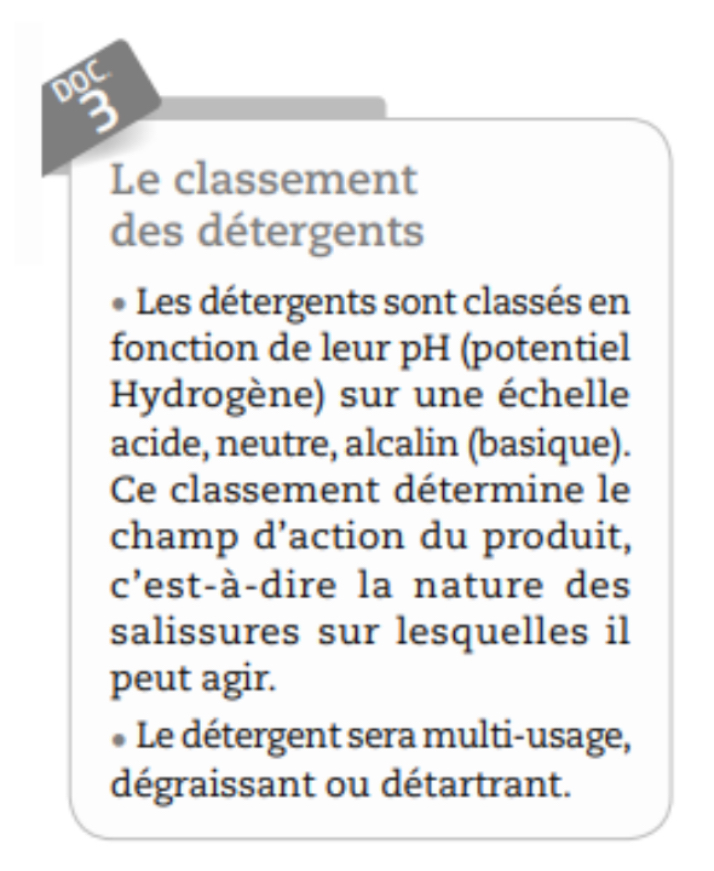 DOC.
3
Le classement
des détergents
• Les détergents sont classés en
fonction de leur pH (potentiel
Hydrogène) sur une échelle
acide, neutre, alcalin (basique).
Ce classement détermine le
champ d'action du produit,
c'est-à-dire la nature des
salissures sur lesquelles il
peut agir.
• Le détergent sera multi-usage,
dégraissant ou détartrant.